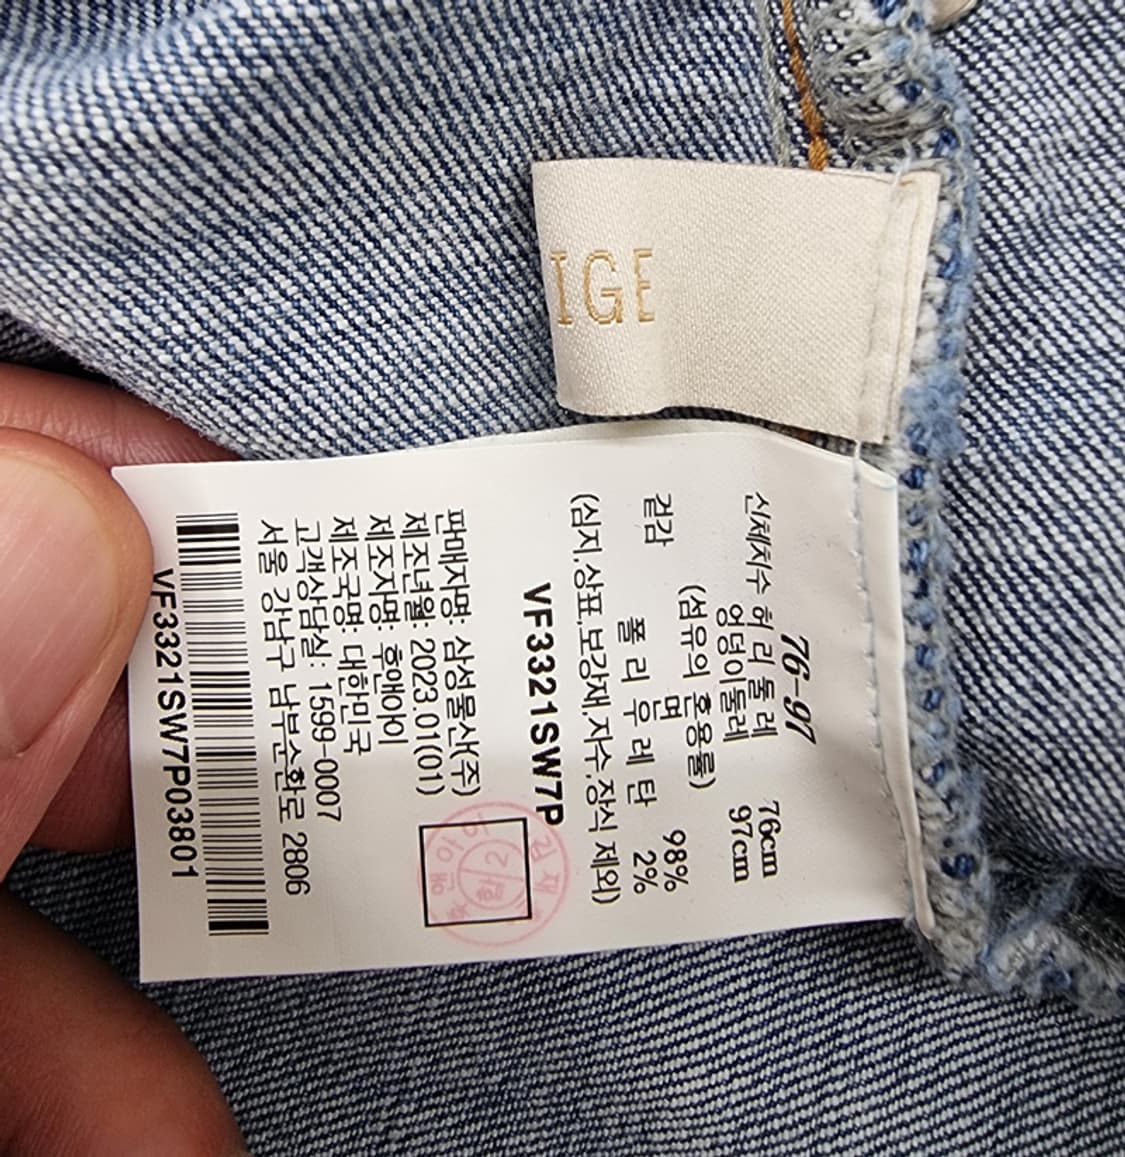 IGE
76-97
신체치수 허리둘레 76cm
엉덩이둘레 97cm
(섬유의 혼용률)
겉감 면 98%
폴리우레탄 2%
(심지,상표,보강재,자수,장식 제외)
VF3321SW7P
판매자명: 삼성물산(주)
제조년월: 2023.01(01)
제조자명: 후앤아이
제조국명: 대한민국
고객상담실: 1599-0007
서울 강남구 남부순환로 2806
VF3321SW7P03801